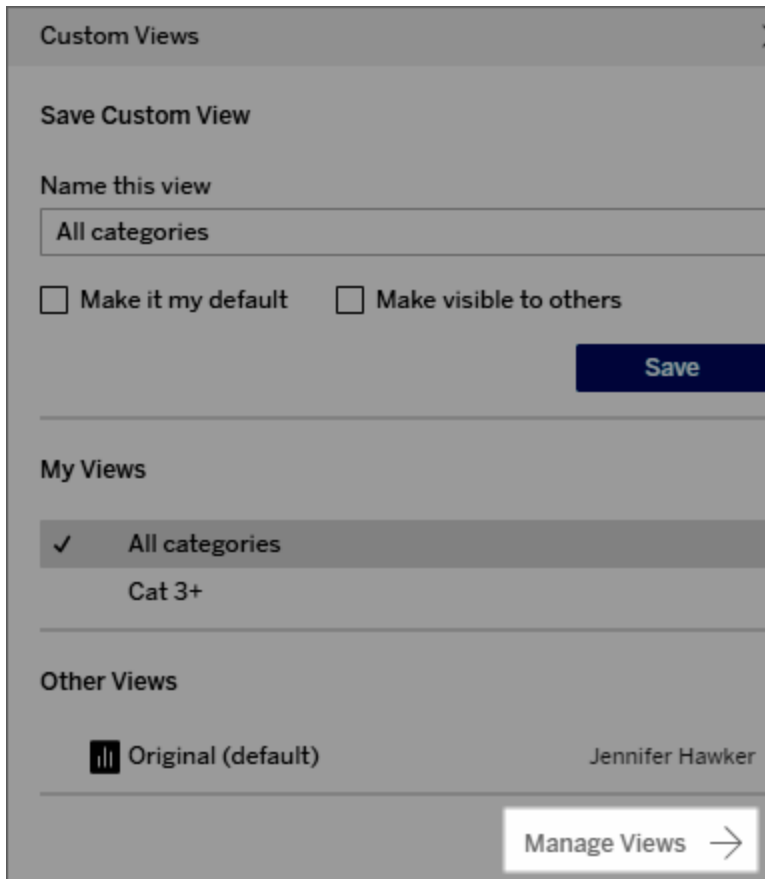 Custom Views
Save Custom View
Name this view
All categories
Make it my default Make visible to others
Save
My Views
All categories
Cat 3+
Other Views
Original (default) Jennifer Hawker
Manage Views